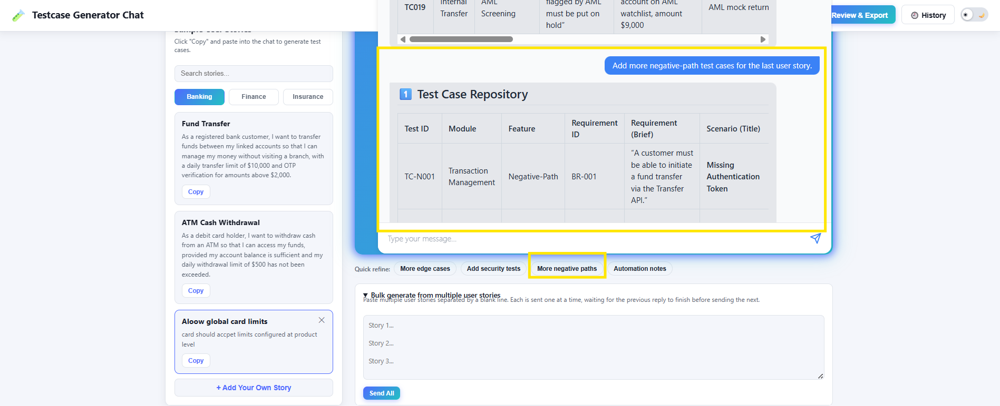 Testcase Generator Chat
Review & Export
History
Click "Copy" and paste into the chat to generate test
cases.
Search stories...
Banking
Finance
Insurance
Fund Transfer
As a registered bank customer, I want to transfer
funds between my linked accounts so that I can
manage my money without visiting a branch, with
a daily transfer limit of $10,000 and OTP
verification for amounts above $2,000.
Copy
ATM Cash Withdrawal
As a debit card holder, I want to withdraw cash
from an ATM so that I can access my funds,
provided my account balance is sufficient and my
daily withdrawal limit of $500 has not been
exceeded.
Copy
Aloow global card limits
card should accpet limits configured at product
level
Copy
+ Add Your Own Story
TC019
Internal
Transfer
AML
Screening
flagged by AML
must be put on
hold”
account on AML
watchlist, amount
$9,000
AML mock return
Add more negative-path test cases for the last user story.
1 Test Case Repository
Test ID
Module
Feature
Requirement
ID
Requirement
(Brief)
Scenario (Title)
TC-N001
Transaction
Management
Negative-Path
BR-001
“A customer must
be able to initiate
a fund transfer
via the Transfer
API.”
Missing
Authentication
Token
Type your message...
Quick refine:
More edge cases
Add security tests
More negative paths
Automation notes
▼ Bulk generate from multiple user stories
Paste multiple user stories separated by a blank line. Each is sent one at a time, waiting for the previous reply to finish before sending the next.
Story 1...
Story 2...
Story 3...
Send All